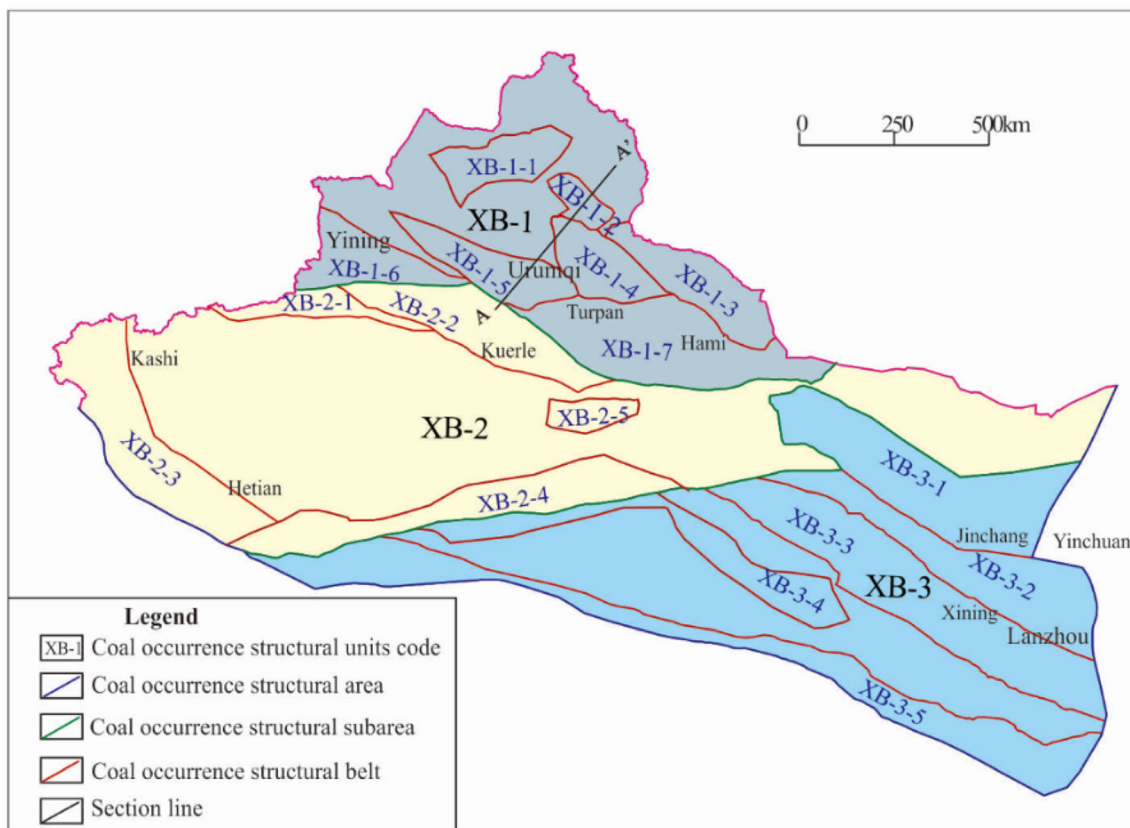 0 250 500km
A'
XB-1-1
XB-1-2
XB-1
Yining
XB-1-6
XB-1-5
Urumqi
XB-1-4
XB-1-3
A
Turpan
Hami
XB-1-7
XB-2-1
XB-2-2
Kuerle
Kashi
XB-2
XB-2-5
XB-2-3
Hetian
XB-2-4
XB-3-1
Jinchang
Yinchuan
XB-3-3
XB-3-2
XB-3
XB-3-4
Xining
Lanzhou
XB-3-5
Legend
XB-1 Coal occurrence structural units code
Coal occurrence structural area
Coal occurrence structural subarea
Coal occurrence structural belt
Section line